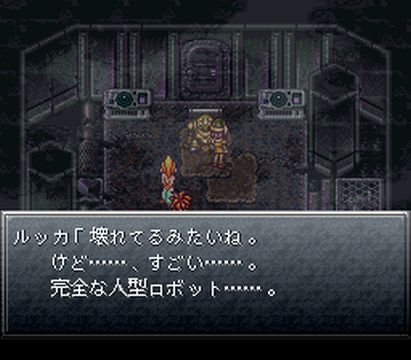 ルッカ「壊れてるみたいね。
けど……、すごい……。
完全な人型ロボット……。